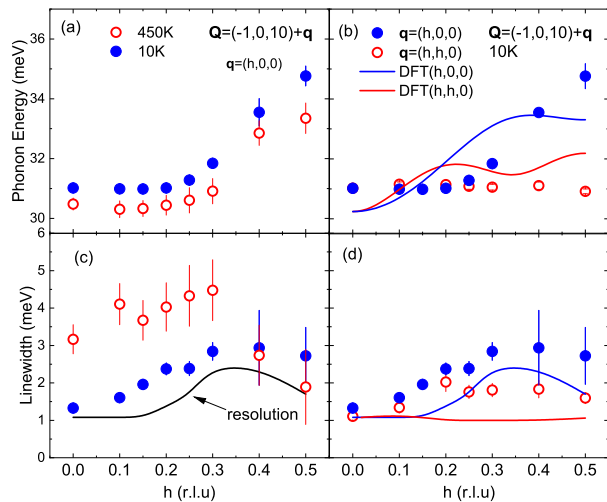 (a)
450K
10K
Q=(-1,0,10)+q
q=(h,0,0)
Phonon Energy (meV)
36
34
32
30
(b)
q=(h,0,0)
q=(h,h,0)
DFT(h,0,0)
DFT(h,h,0)
Q=(-1,0,10)+q
10K
(c)
resolution
Linewidth (meV)
6
5
4
3
2
1
0
0.0 0.1 0.2 0.3 0.4 0.5
h (r.l.u)
(d)
0.0 0.1 0.2 0.3 0.4 0.5
h (r.l.u)